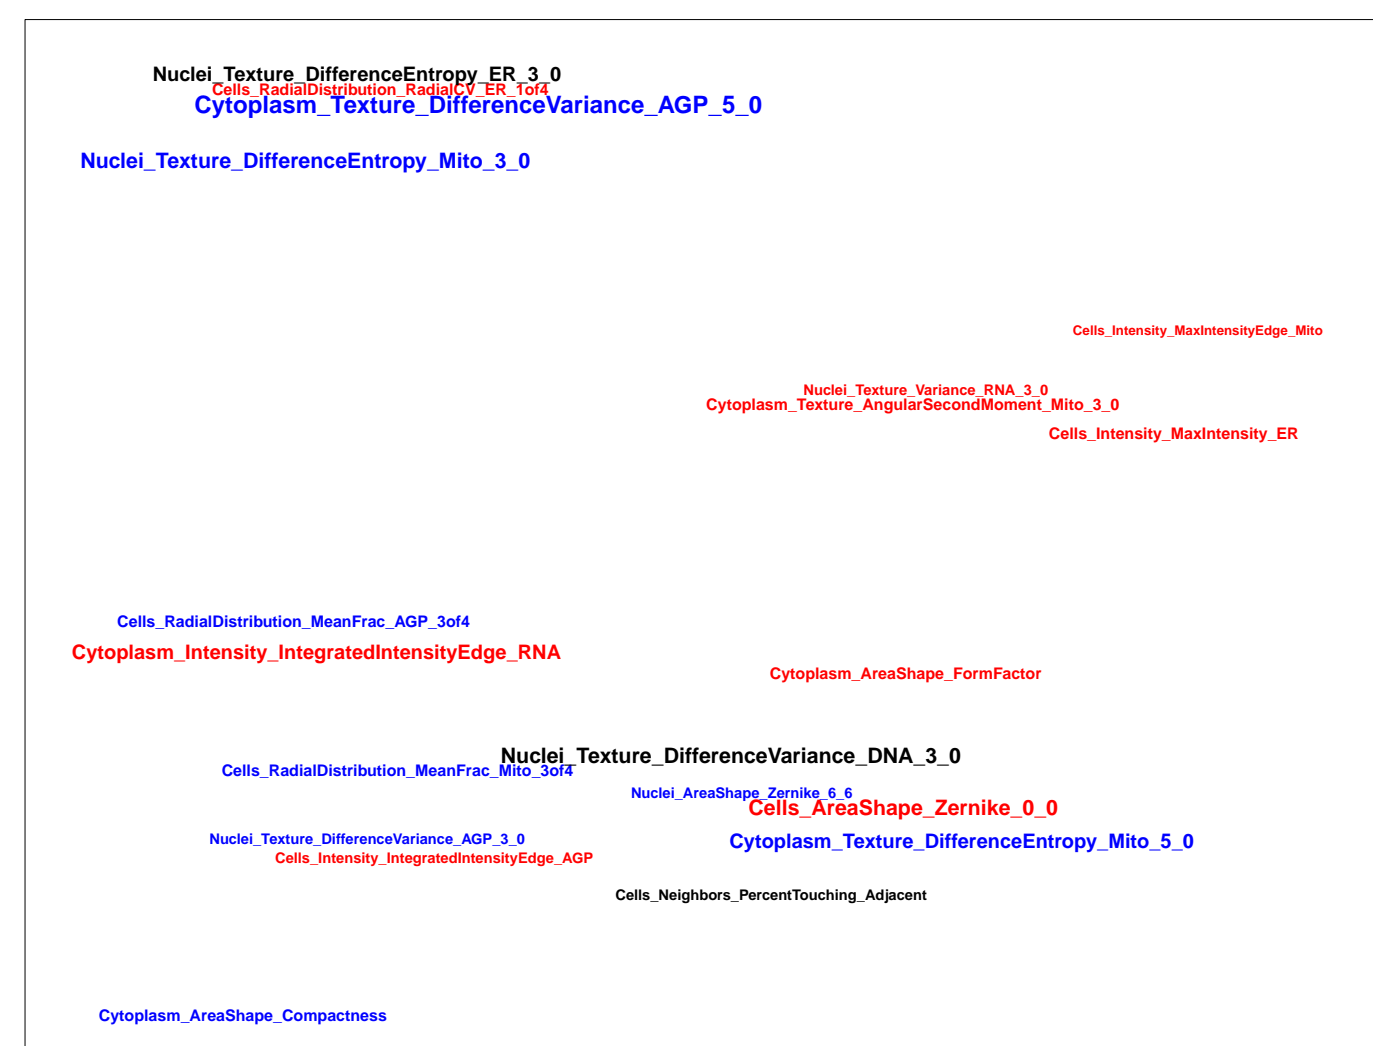 Nuclei_Texture_DifferenceEntropy_ER_3_0
Cells_RadialDistribution_RadialCV_ER_1of4
Cytoplasm_Texture_DifferenceVariance_AGP_5_0
Nuclei_Texture_DifferenceEntropy_Mito_3_0
Cells_Intensity_MaxIntensityEdge_Mito
Nuclei_Texture_Variance_RNA_3_0
Cytoplasm_Texture_AngularSecondMoment_Mito_3_0
Cells_Intensity_MaxIntensity_ER
Cells_RadialDistribution_MeanFrac_AGP_3of4
Cytoplasm_Intensity_IntegratedIntensityEdge_RNA
Cytoplasm_AreaShape_FormFactor
Nuclei_Texture_DifferenceVariance_DNA_3_0
Cells_RadialDistribution_MeanFrac_Mito_3of4
Nuclei_AreaShape_Zernike_6_6
Cells_AreaShape_Zernike_0_0
Nuclei_Texture_DifferenceVariance_AGP_3_0
Cytoplasm_Texture_DifferenceEntropy_Mito_5_0
Cells_Intensity_IntegratedIntensityEdge_AGP
Cells_Neighbors_PercentTouching_Adjacent
Cytoplasm_AreaShape_Compactness